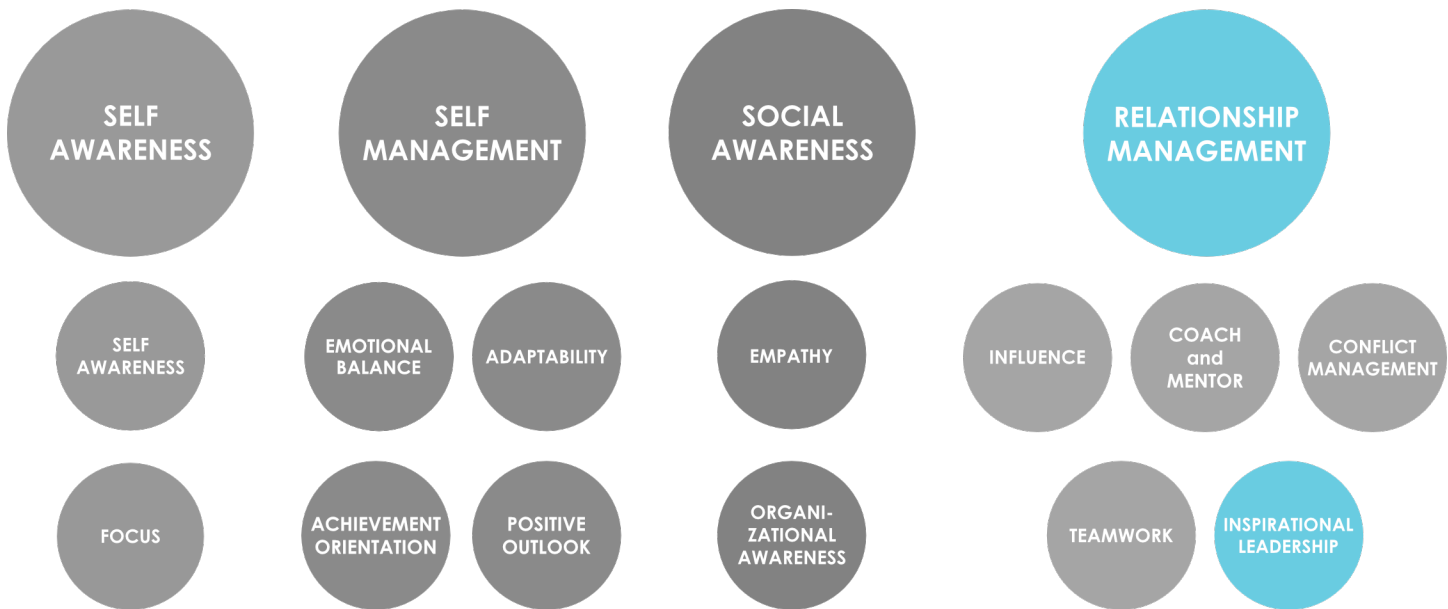 SELF
AWARENESS
SELF
MANAGEMENT
SOCIAL
AWARENESS
RELATIONSHIP
MANAGEMENT
SELF
AWARENESS
EMOTIONAL
BALANCE
ADAPTABILITY
EMPATHY
INFLUENCE
COACH
and
MENTOR
CONFLICT
MANAGEMENT
FOCUS
ACHIEVEMENT
ORIENTATION
POSITIVE
OUTLOOK
ORGANI-
ZATIONAL
AWARENESS
TEAMWORK
INSPIRATIONAL
LEADERSHIP